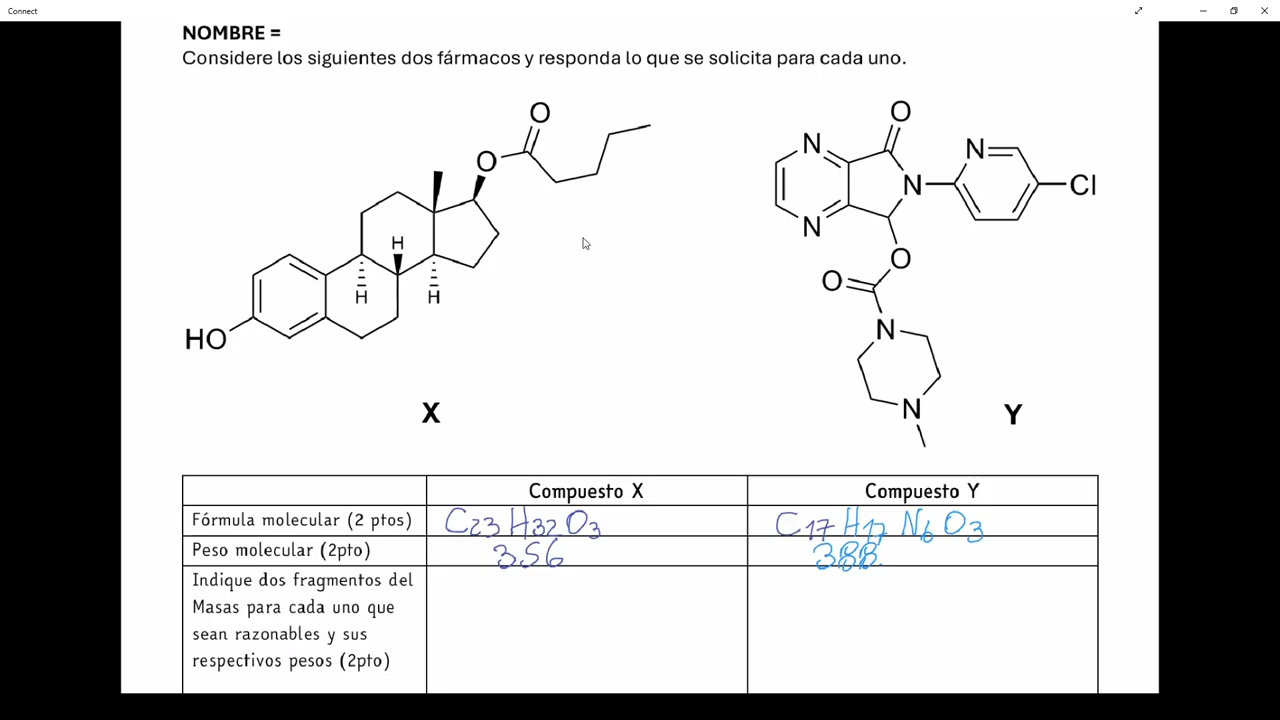 Connect
NOMBRE =
Considere los siguientes dos fármacos y responda lo que se solicita para cada uno.
O
O
H
H
H
HO
X
O
N
N
N
N
Cl
O
O
N
N
Y
Compuesto X
Compuesto Y
Fórmula molecular (2 ptos)
C23 H32 O3
C17 H17 N6 O3
Peso molecular (2pto)
356
388.
Indique dos fragmentos del
Masas para cada uno que
sean razonables y sus
respectivos pesos (2pto)